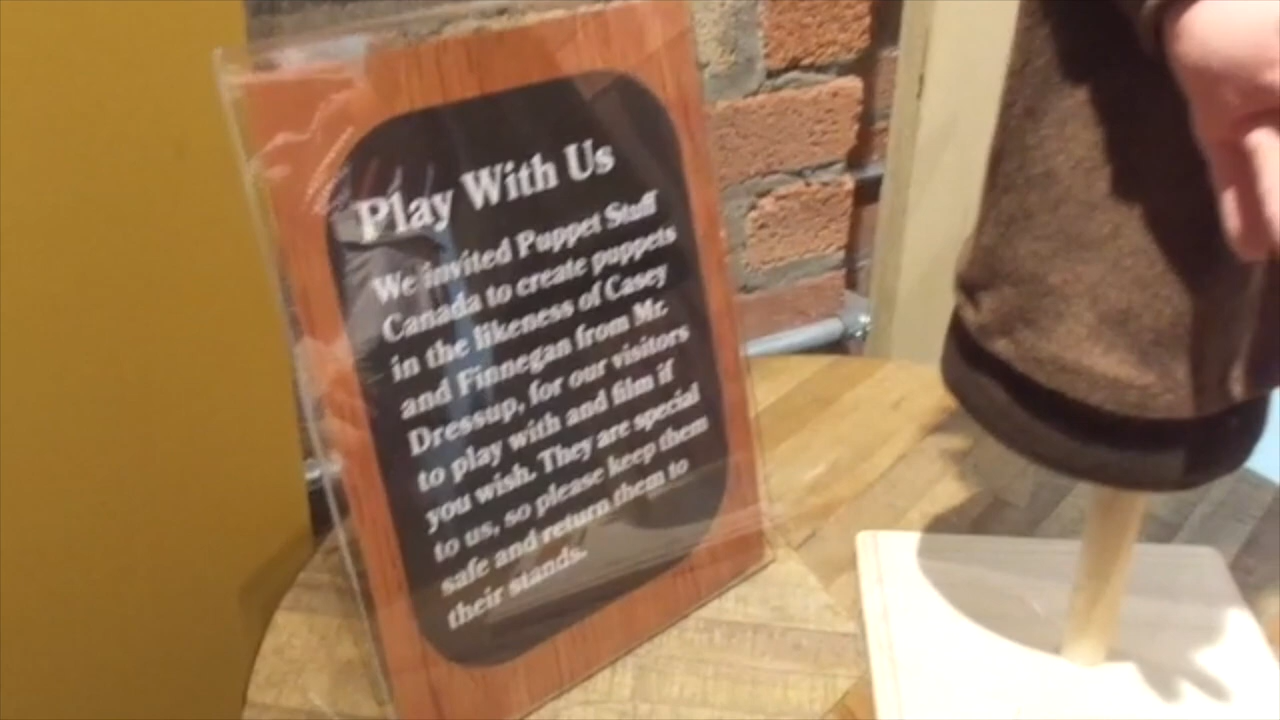 Play With Us
We invited Puppet Stuff
Canada to create puppets
in the likeness of Casey
and Finnegan from Mr.
Dressup, for our visitors
to play with and film if
you wish. They are special
to us, so please keep them
safe and return them to
their stands.